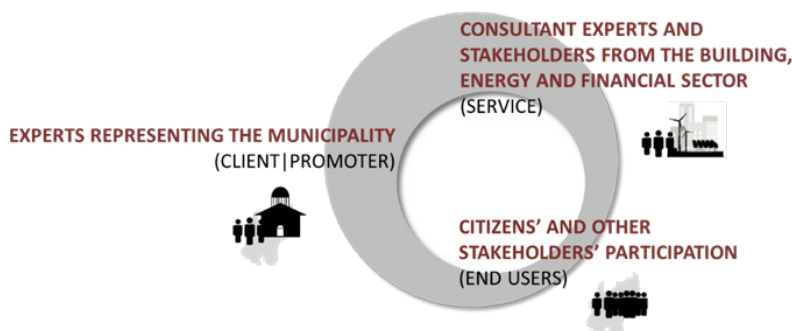 CONSULTANT EXPERTS AND
STAKEHOLDERS FROM THE BUILDING,
ENERGY AND FINANCIAL SECTOR
(SERVICE)
EXPERTS REPRESENTING THE MUNICIPALITY
(CLIENT|PROMOTER)
CITIZENS’ AND OTHER
STAKEHOLDERS’ PARTICIPATION
(END USERS)